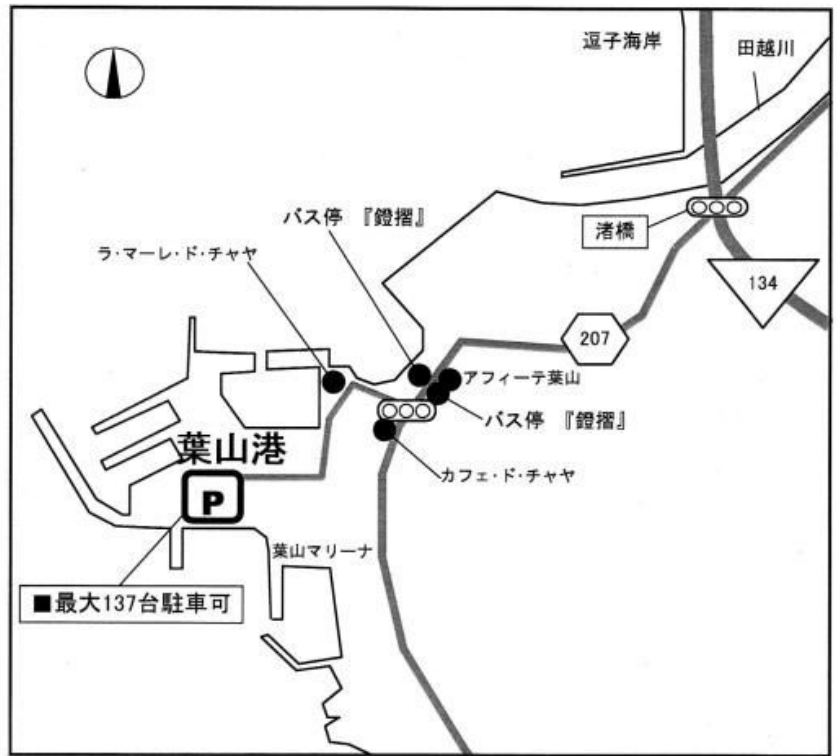 逗子海岸
田越川
バス停 『鐙摺』
渚橋
ラ・マーレ・ド・チャヤ
134
207
アフィーテ葉山
バス停 『鐙摺』
葉山港
カフェ・ド・チャヤ
P
葉山マリーナ
■最大137台駐車可